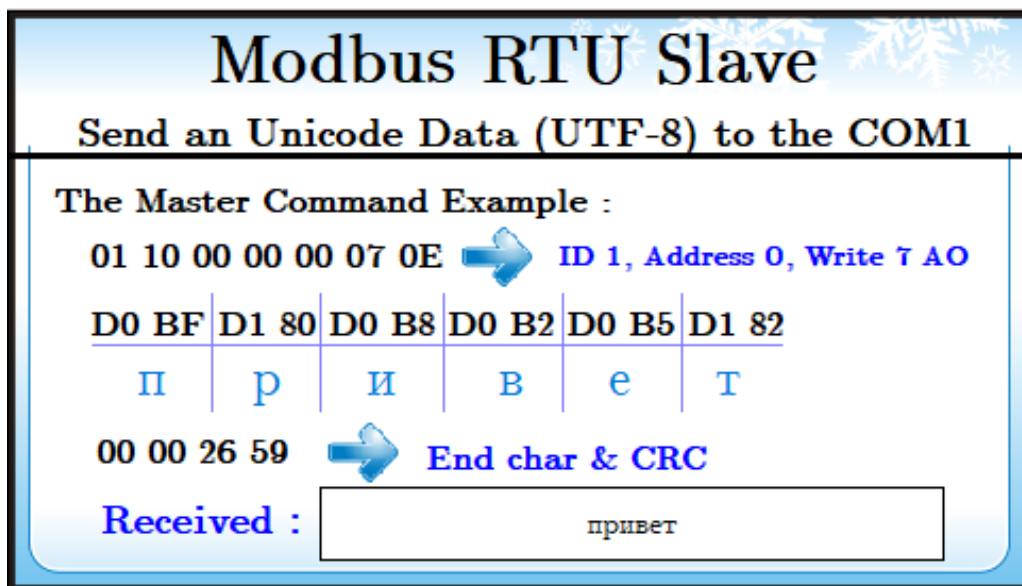 Modbus RTU Slave
Send an Unicode Data (UTF-8) to the COM1
The Master Command Example :
01 10 00 00 00 07 0E ID 1, Address 0, Write 7 AO
D0 BF D1 80 D0 B8 D0 B2 D0 B5 D1 82
п р и в е т
00 00 26 59 End char & CRC
Received : привет